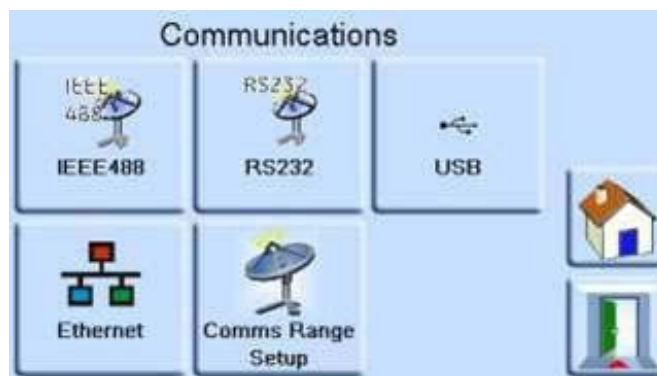 Communications
IEEE
488
IEEE488
RS232
RS232
USB
Ethernet
Comms Range
Setup